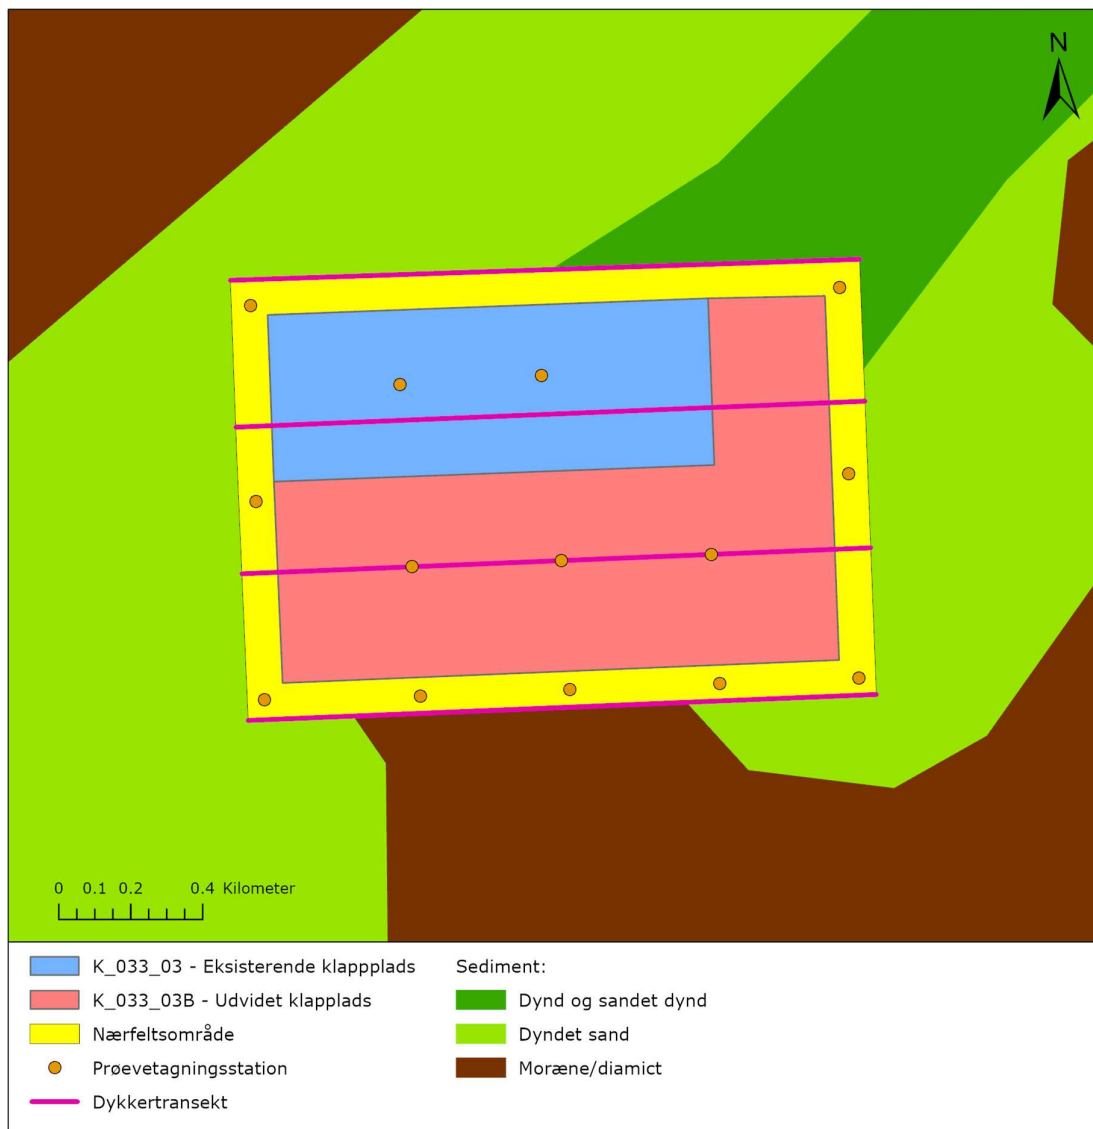 N
0 0.1 0.2 0.4 Kilometer
K_033_03 - Eksisterende klappplads
K_033_03B - Udvidet klapplads
Nærfeltsområde
Prøevetagningsstation
Dykkertransekt
Sediment:
Dynd og sandet dynd
Dyndet sand
Moræne/diamict